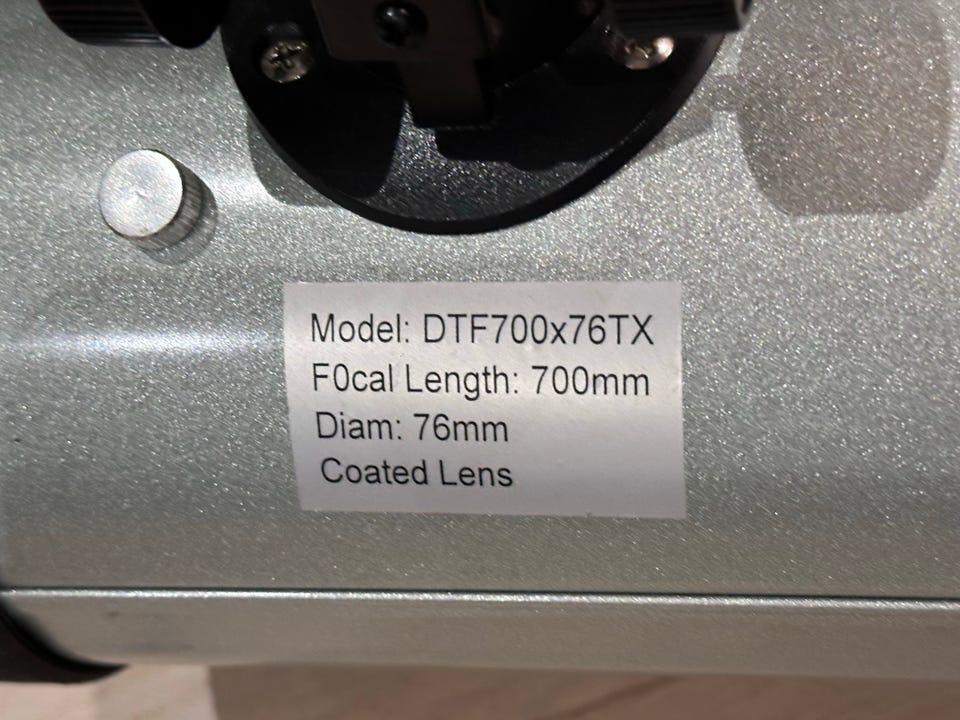 Model: DTF700x76TX
F0cal Length: 700mm
Diam: 76mm
Coated Lens